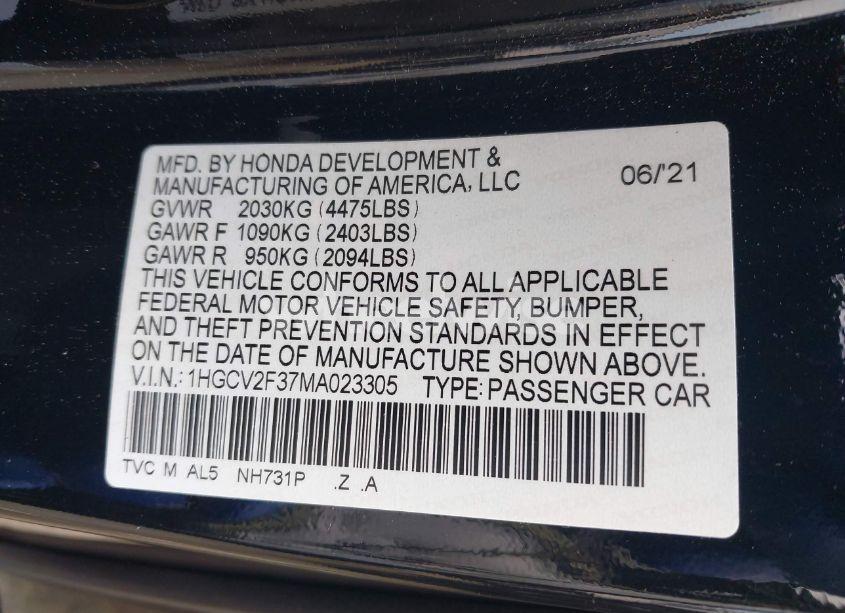 MFD. BY HONDA DEVELOPMENT &
MANUFACTURING OF AMERICA, LLC 06/'21
GVWR 2030KG (4475LBS)
GAWR F 1090KG (2403LBS)
GAWR R 950KG (2094LBS)
THIS VEHICLE CONFORMS TO ALL APPLICABLE
FEDERAL MOTOR VEHICLE SAFETY, BUMPER,
AND THEFT PREVENTION STANDARDS IN EFFECT
ON THE DATE OF MANUFACTURE SHOWN ABOVE.
V.I.N.: 1HGCV2F37MA023305 TYPE: PASSENGER CAR
TVC M AL5 NH731P .Z .A